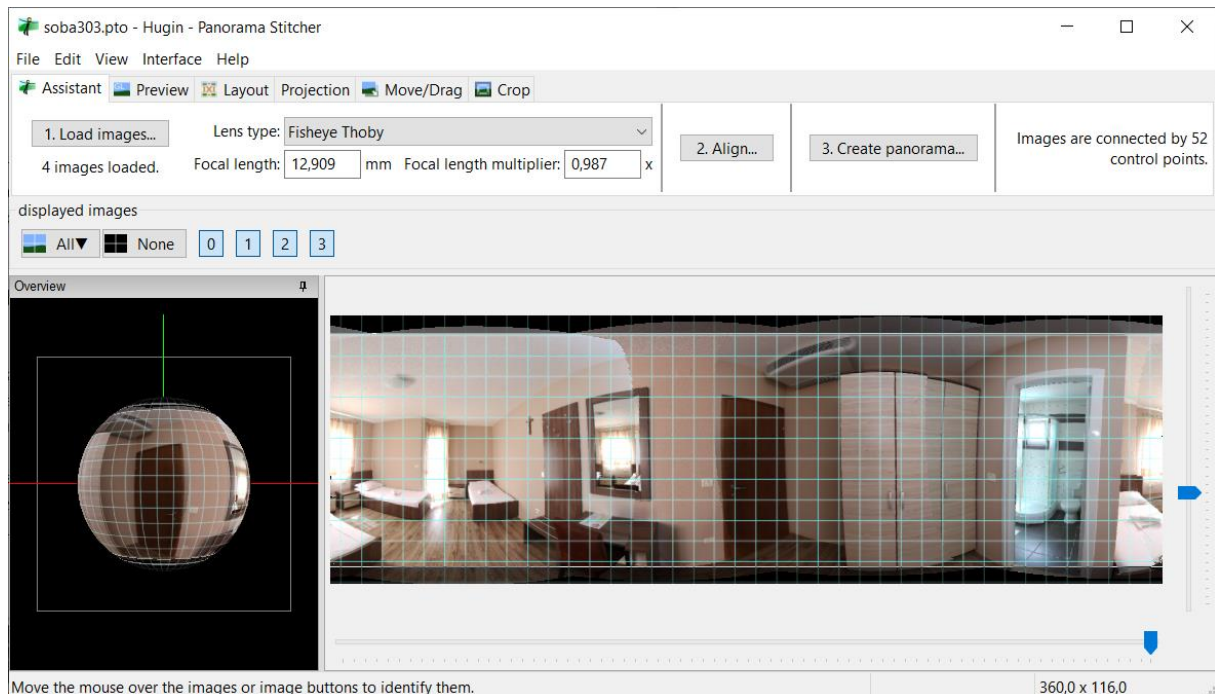 soba303.pto - Hugin - Panorama Stitcher
File Edit View Interface Help
Assistant Preview Layout Projection Move/Drag Crop
1. Load images... Lens type: Fisheye Thoby 2. Align... 3. Create panorama... Images are connected by 52
control points.
4 images loaded. Focal length: 12,909 mm Focal length multiplier: 0,987 x
displayed images
All▼ None 0 1 2 3
Overview
Move the mouse over the images or image buttons to identify them. 360,0 x 116,0